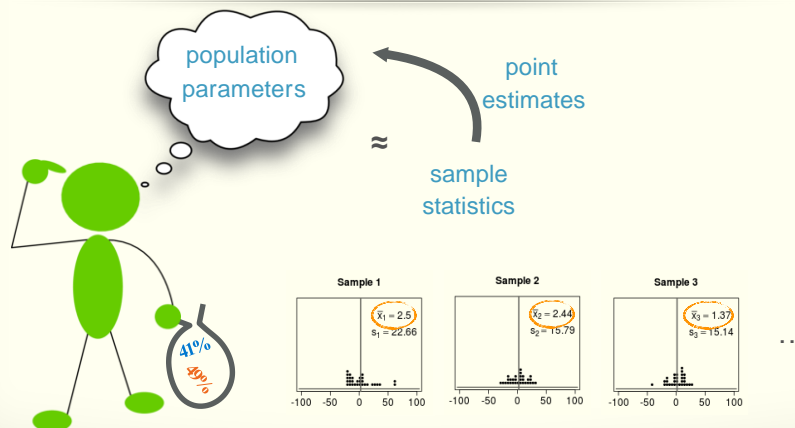 population
parameters
point
estimates
≈
sample
statistics
41%
49%
Sample 1
x̄₁ = 2.5
s₁ = 22.66
-100 -50 0 50 100
Sample 2
x̄₂ = 2.44
s₂ = 15.79
-100 -50 0 50 100
Sample 3
x̄₃ = 1.37
s₃ = 15.14
-100 -50 0 50 100
..